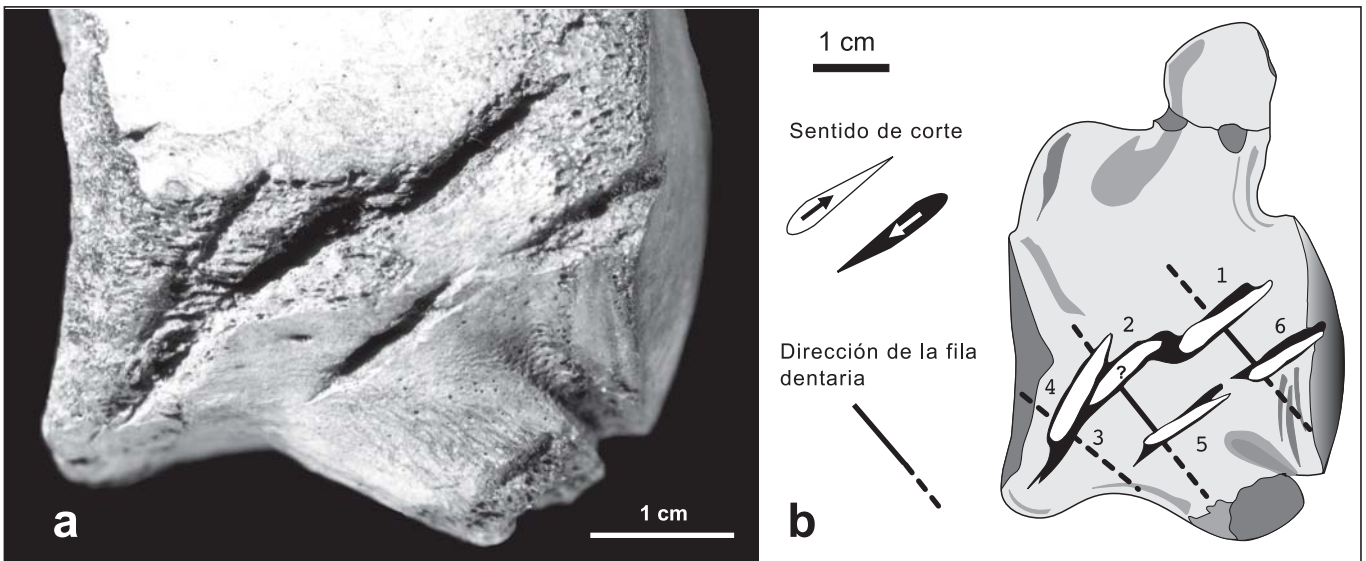 a
1 cm
b
1 cm
Sentido de corte
Dirección de la fila
dentaria
1
2
6
?
4
3
5